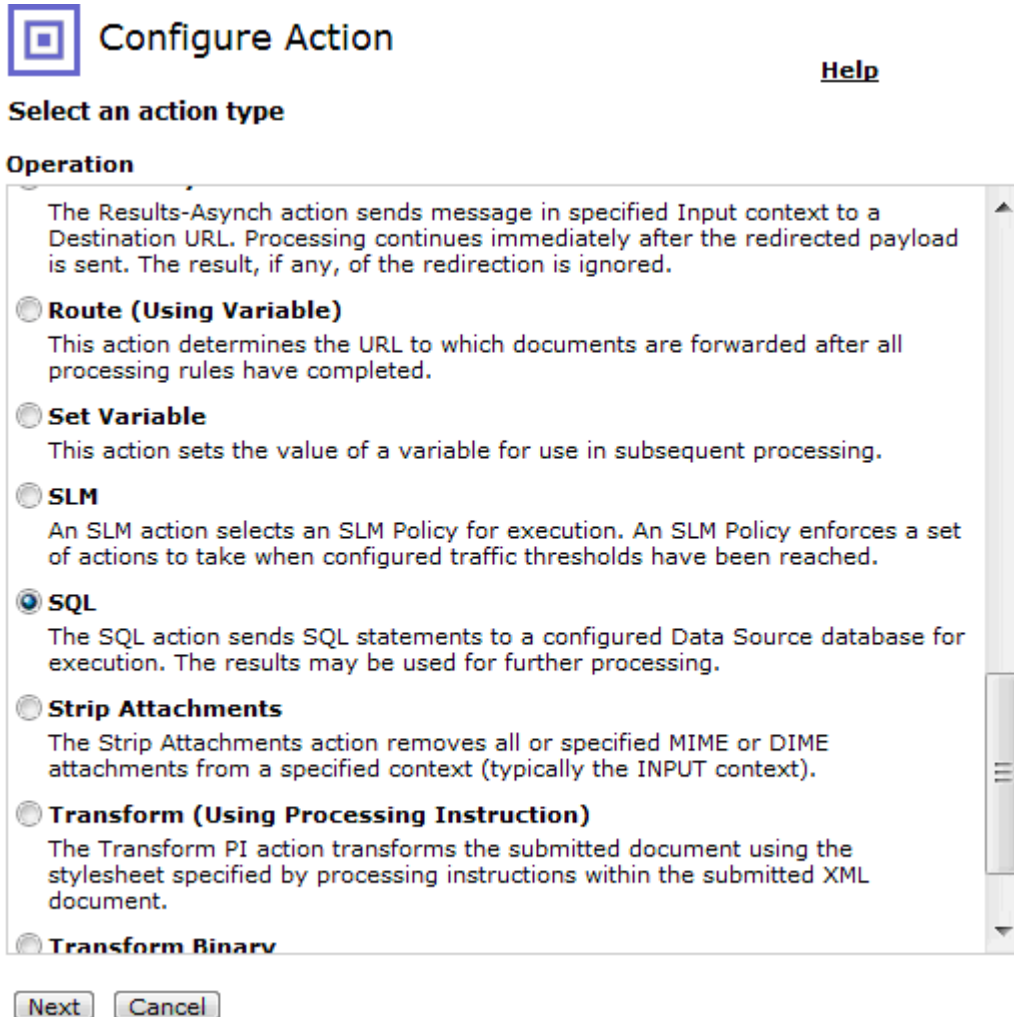 Configure Action
Help
Select an action type
Operation
The Results-Asynch action sends message in specified Input context to a
Destination URL. Processing continues immediately after the redirected payload
is sent. The result, if any, of the redirection is ignored.
Route (Using Variable)
This action determines the URL to which documents are forwarded after all
processing rules have completed.
Set Variable
This action sets the value of a variable for use in subsequent processing.
SLM
An SLM action selects an SLM Policy for execution. An SLM Policy enforces a set
of actions to take when configured traffic thresholds have been reached.
SQL
The SQL action sends SQL statements to a configured Data Source database for
execution. The results may be used for further processing.
Strip Attachments
The Strip Attachments action removes all or specified MIME or DIME
attachments from a specified context (typically the INPUT context).
Transform (Using Processing Instruction)
The Transform PI action transforms the submitted document using the
stylesheet specified by processing instructions within the submitted XML
document.
Transform Binary
Next Cancel